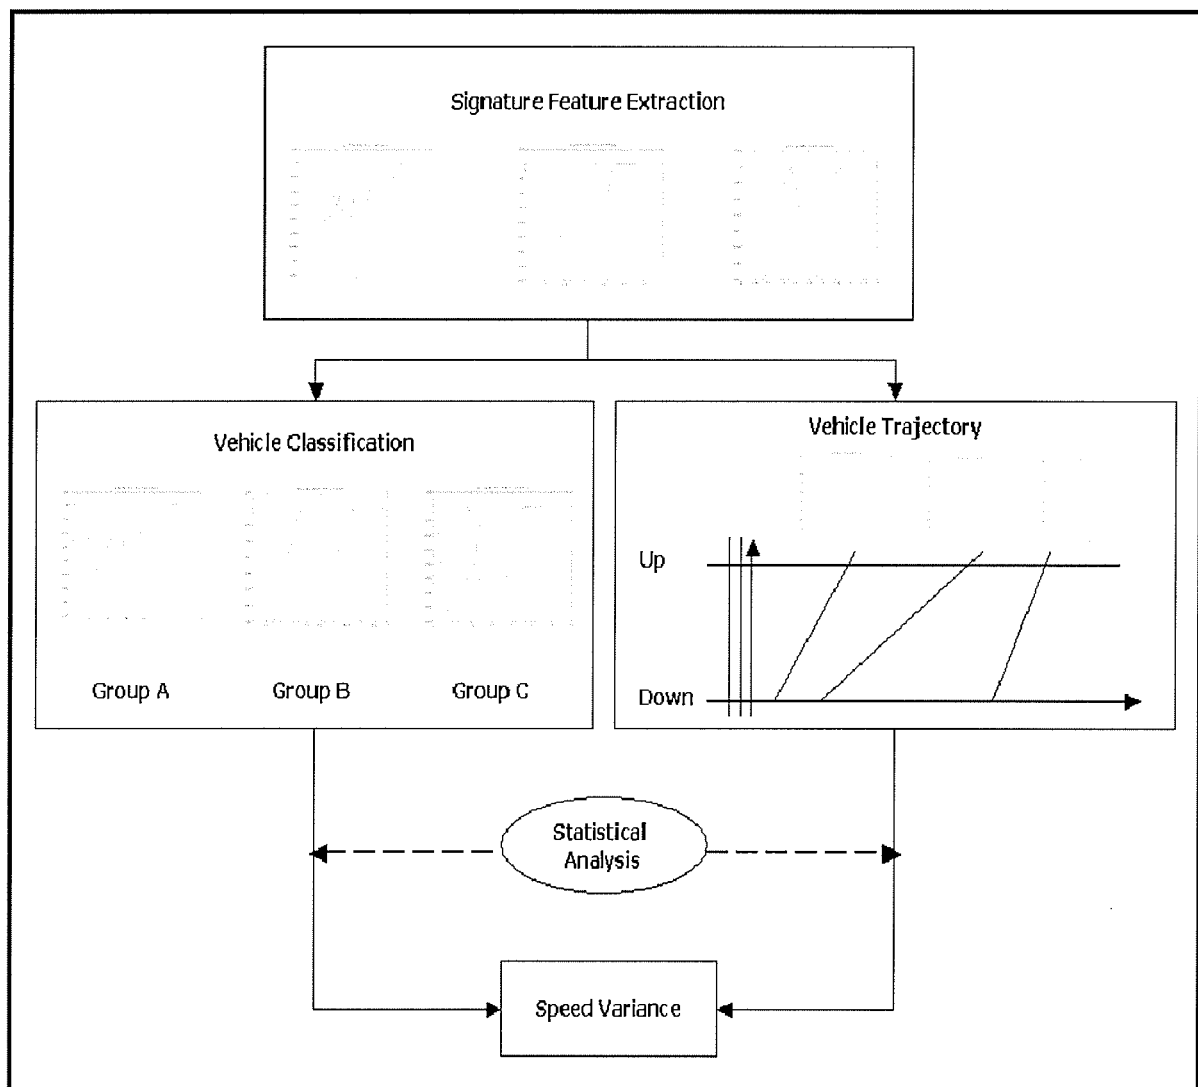 Signature Feature Extraction
Vehicle Classification
Group A
Group B
Group C
Vehicle Trajectory
Up
Down
Statistical
Analysis
Speed Variance